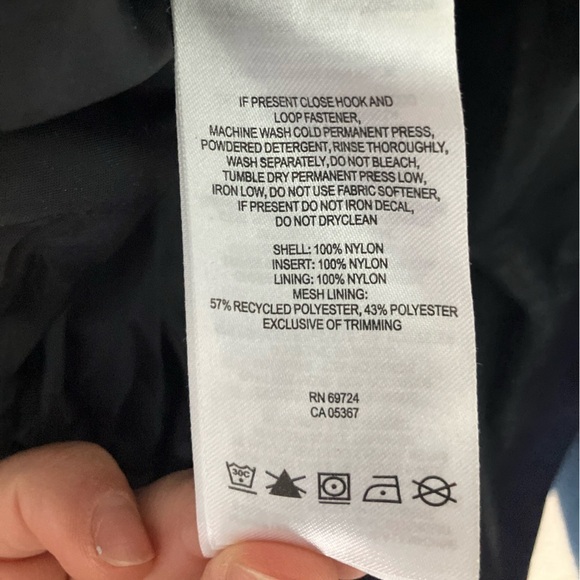 IF PRESENT CLOSE HOOK AND
LOOP FASTENER,
MACHINE WASH COLD PERMANENT PRESS,
POWDERED DETERGENT, RINSE THOROUGHLY,
WASH SEPARATELY, DO NOT BLEACH,
TUMBLE DRY PERMANENT PRESS LOW,
IRON LOW, DO NOT USE FABRIC SOFTENER,
IF PRESENT DO NOT IRON DECAL,
DO NOT DRYCLEAN
SHELL: 100% NYLON
INSERT: 100% NYLON
LINING: 100% NYLON
MESH LINING:
57% RECYCLED POLYESTER, 43% POLYESTER
EXCLUSIVE OF TRIMMING
RN 69724
CA 05367
30C